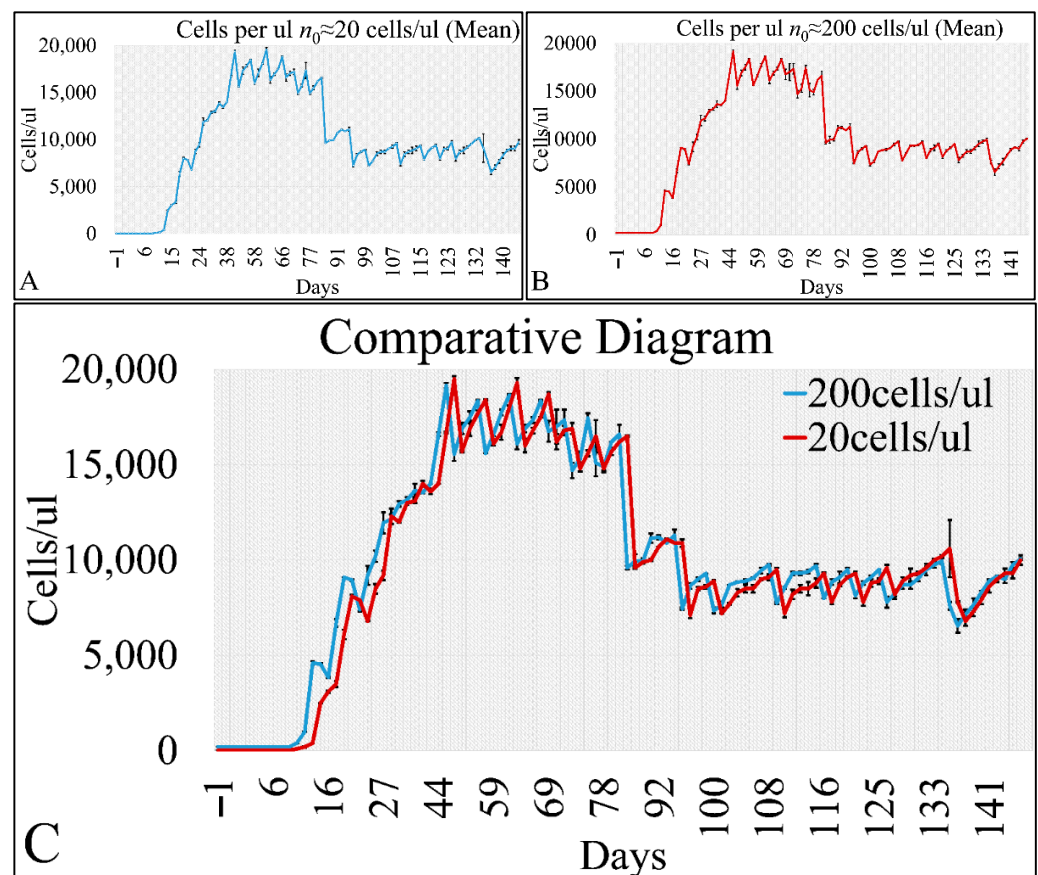 Cells per ul n₀≈20 cells/ul (Mean)
20,000
15,000
10,000
5,000
0
Cells/ul
−1 6 15 24 38 58 66 77 91 99 107 115 123 132 140
Days
A
Cells per ul n₀≈200 cells/ul (Mean)
20000
15000
10000
5000
0
Cells/ul
−1 6 16 27 44 59 69 78 92 100 108 116 125 133 141
Days
B
Comparative Diagram
20,000
15,000
10,000
5,000
0
Cells/ul
200cells/ul
20cells/ul
−1 6 16 27 44 59 69 78 92 100 108 116 125 133 141
Days
C